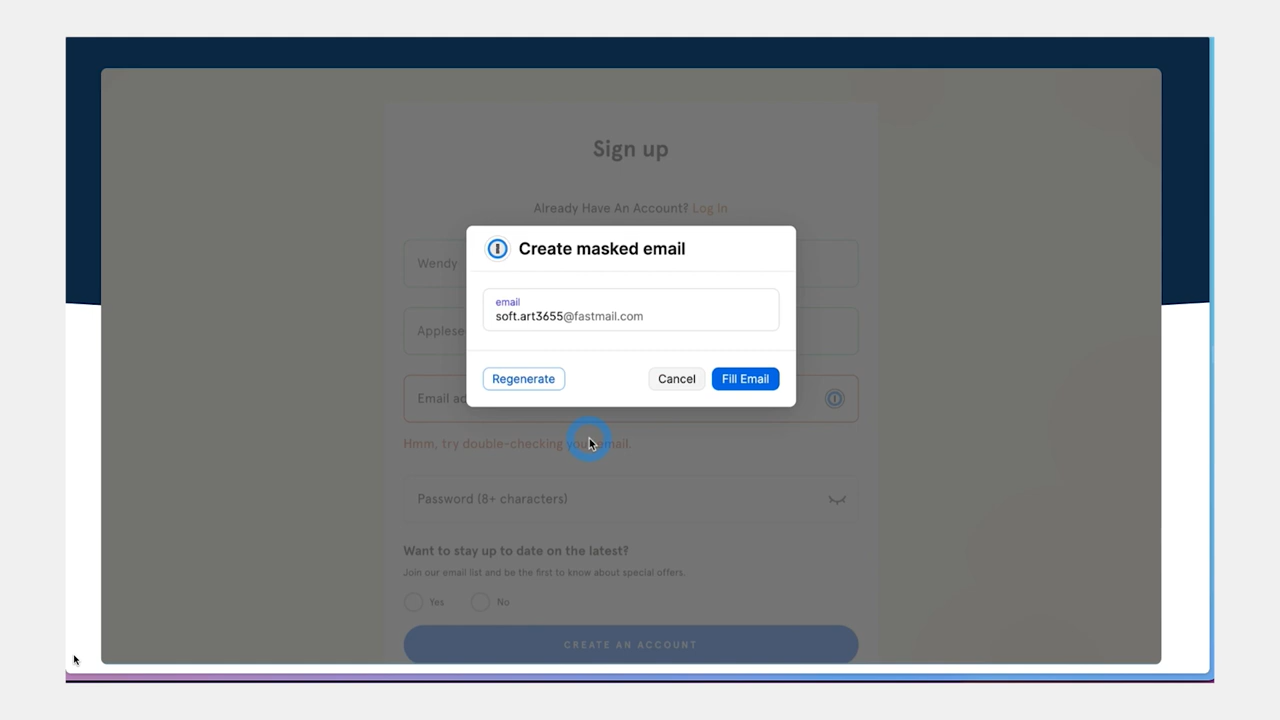 Sign up
Already Have An Account? Log In
Create masked email
Wendy
email
soft.art3655@fastmail.com
Regenerate
Cancel
Fill Email
Hmm, try double-checking your email.
Password (8+ characters)
Want to stay up to date on the latest?
Join our email list and be the first to know about special offers.
Yes
No
CREATE AN ACCOUNT